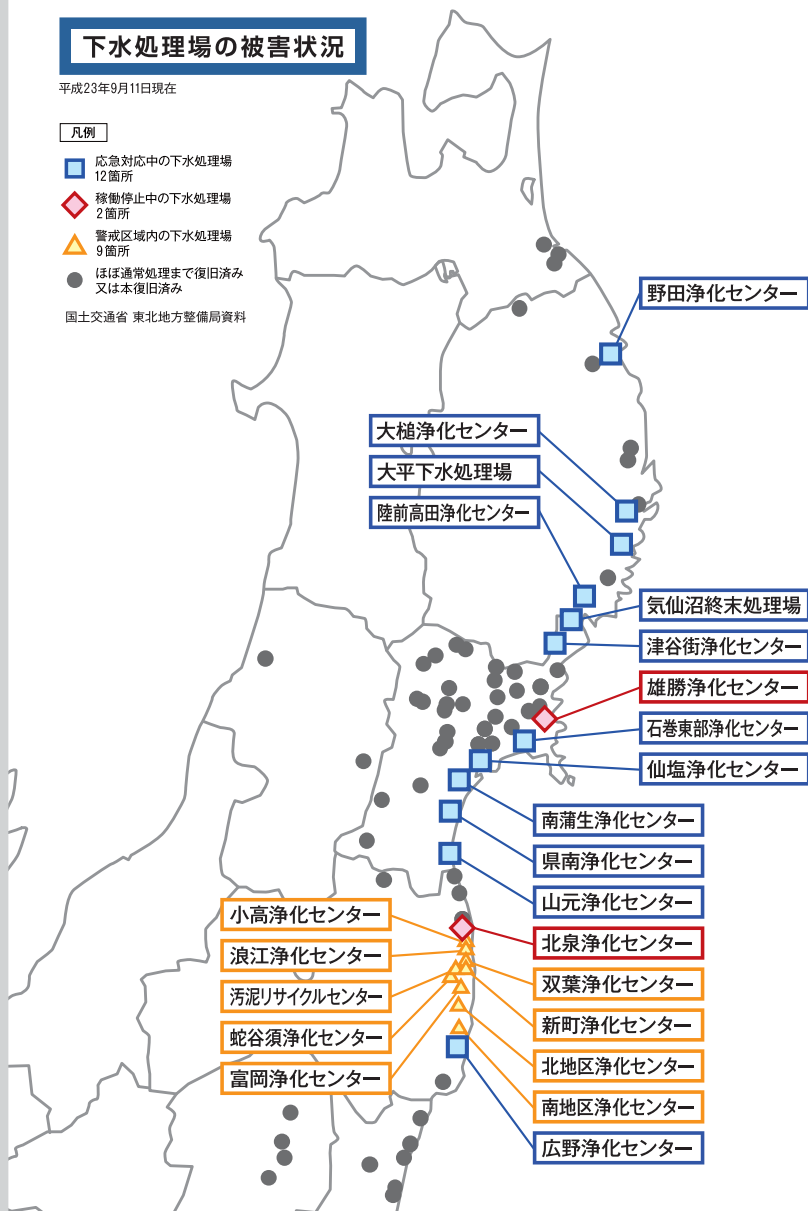 下水処理場の被害状況
平成23年9月11日現在
凡例
応急対応中の下水処理場
12箇所
稼働停止中の下水処理場
2箇所
警戒区域内の下水処理場
9箇所
ほぼ通常処理まで復旧済み
又は本復旧済み
国土交通省 東北地方整備局資料
野田浄化センター
大槌浄化センター
大平下水処理場
陸前高田浄化センター
気仙沼終末処理場
津谷街浄化センター
雄勝浄化センター
石巻東部浄化センター
仙塩浄化センター
南蒲生浄化センター
県南浄化センター
山元浄化センター
小高浄化センター
北泉浄化センター
浪江浄化センター
双葉浄化センター
汚泥リサイクルセンター
新町浄化センター
蛇谷須浄化センター
北地区浄化センター
富岡浄化センター
南地区浄化センター
広野浄化センター